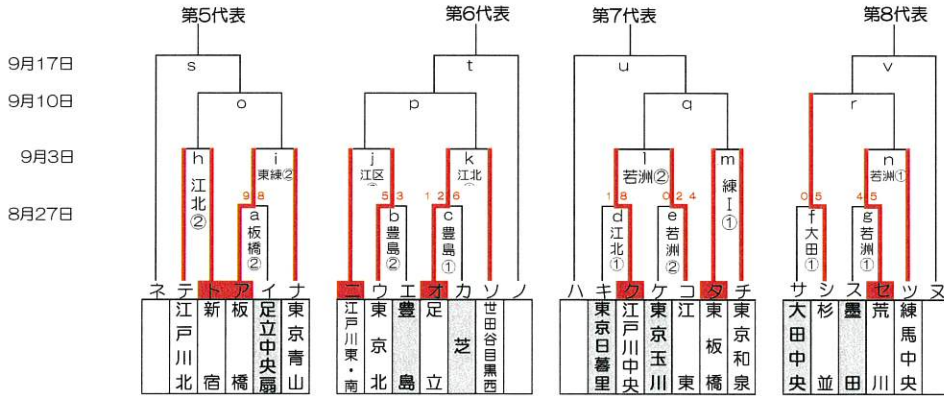 第5代表 第6代表 第7代表 第8代表
9月17日 s t u v
9月10日 o p q r
9月3日 h i j k l m n
江北② 東練② 江区 江北 若洲② 練Ⅰ① 若洲①
9 8 5 3 12 6 1 8 0 24 0 5 4 5
8月27日 a b c d e f g
板橋② 豊島② 豊島① 江北① 若洲② 大田① 若洲①
ネ テ ト ア イ ナ ニ ウ エ オ カ ソ ノ ハ キ ク ケ コ タ チ サ シ ス セ ツ ヌ
江戸川北
新宿
板橋
足立中央扇
東京青山
江戸川東・南
東京北
豊島
足立
芝
世田谷目黒西
東京日暮里
江戸川中央
東京玉川
江東
東板橋
東京和泉
大田中央
杉並
墨田
荒川
練馬中央